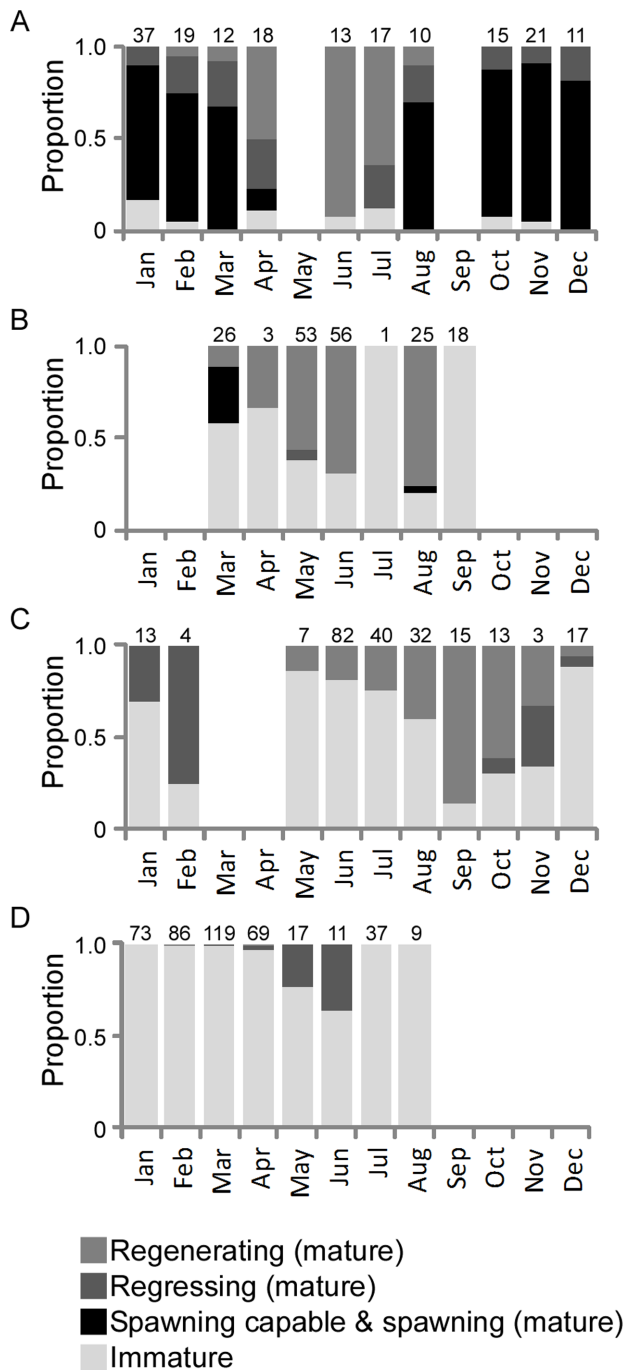 A
37 19 12 18 13 17 10 15 21 11
1.0
0.5
0
Proportion
Jan Feb Mar Apr May Jun Jul Aug Sep Oct Nov Dec
B
26 3 53 56 1 25 18
1.0
0.5
0
Proportion
Jan Feb Mar Apr May Jun Jul Aug Sep Oct Nov Dec
C
13 4 7 82 40 32 15 13 3 17
1.0
0.5
0
Proportion
Jan Feb Mar Apr May Jun Jul Aug Sep Oct Nov Dec
D
73 86 119 69 17 11 37 9
1.0
0.5
0
Proportion
Jan Feb Mar Apr May Jun Jul Aug Sep Oct Nov Dec
Regenerating (mature)
Regressing (mature)
Spawning capable & spawning (mature)
Immature